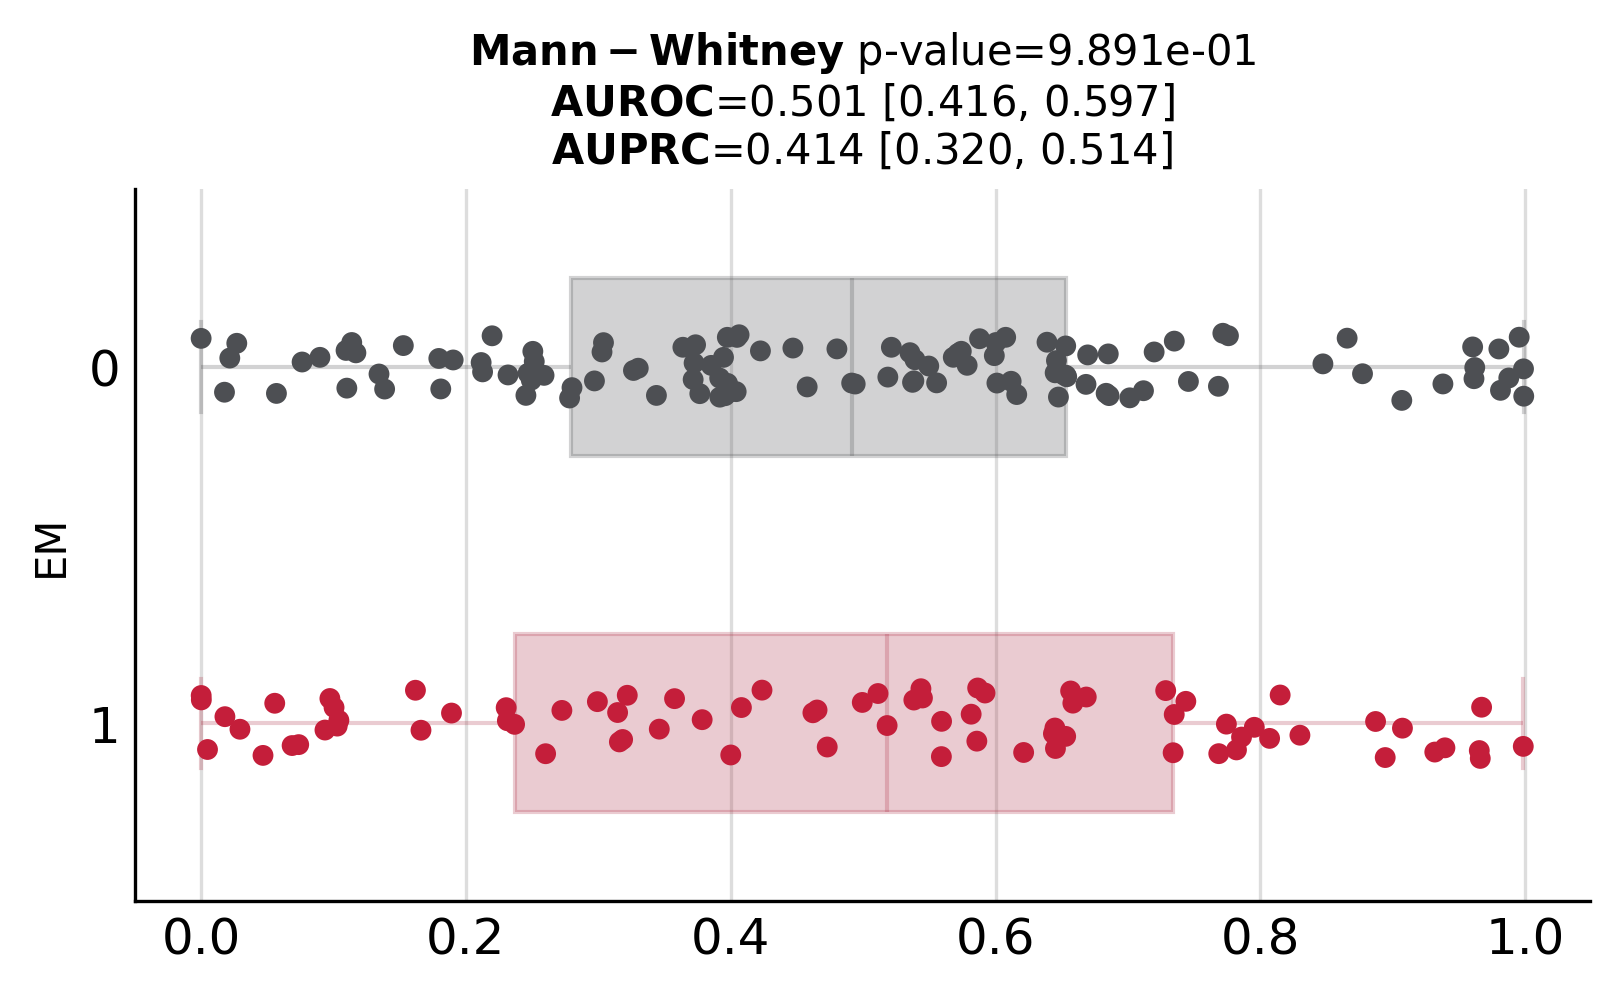 Mann−Whitney p-value=9.891e-01
AUROC=0.501 [0.416, 0.597]
AUPRC=0.414 [0.320, 0.514]
0
EM
1
0.0 0.2 0.4 0.6 0.8 1.0